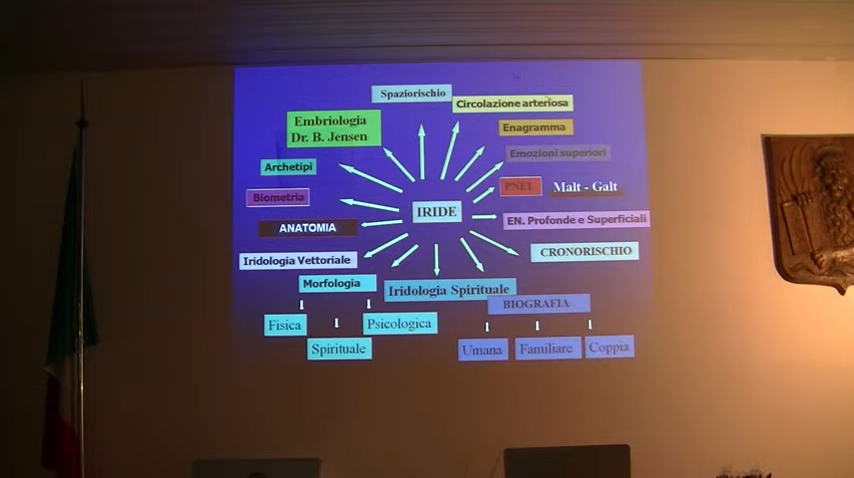 Spaziorischio
Circolazione arteriosa
Embriologia
Dr. B. Jensen
Enagramma
Emozioni superiori
Archetipi
PNEI
Malt - Galt
Biometria
IRIDE
EN. Profonde e Superficiali
ANATOMIA
CRONORISCHIO
Iridologia Vettoriale
Morfologia
Iridologia Spirituale
BIOGRAFIA
Fisica
Psicologica
Spirituale
Umana
Familiare
Coppia